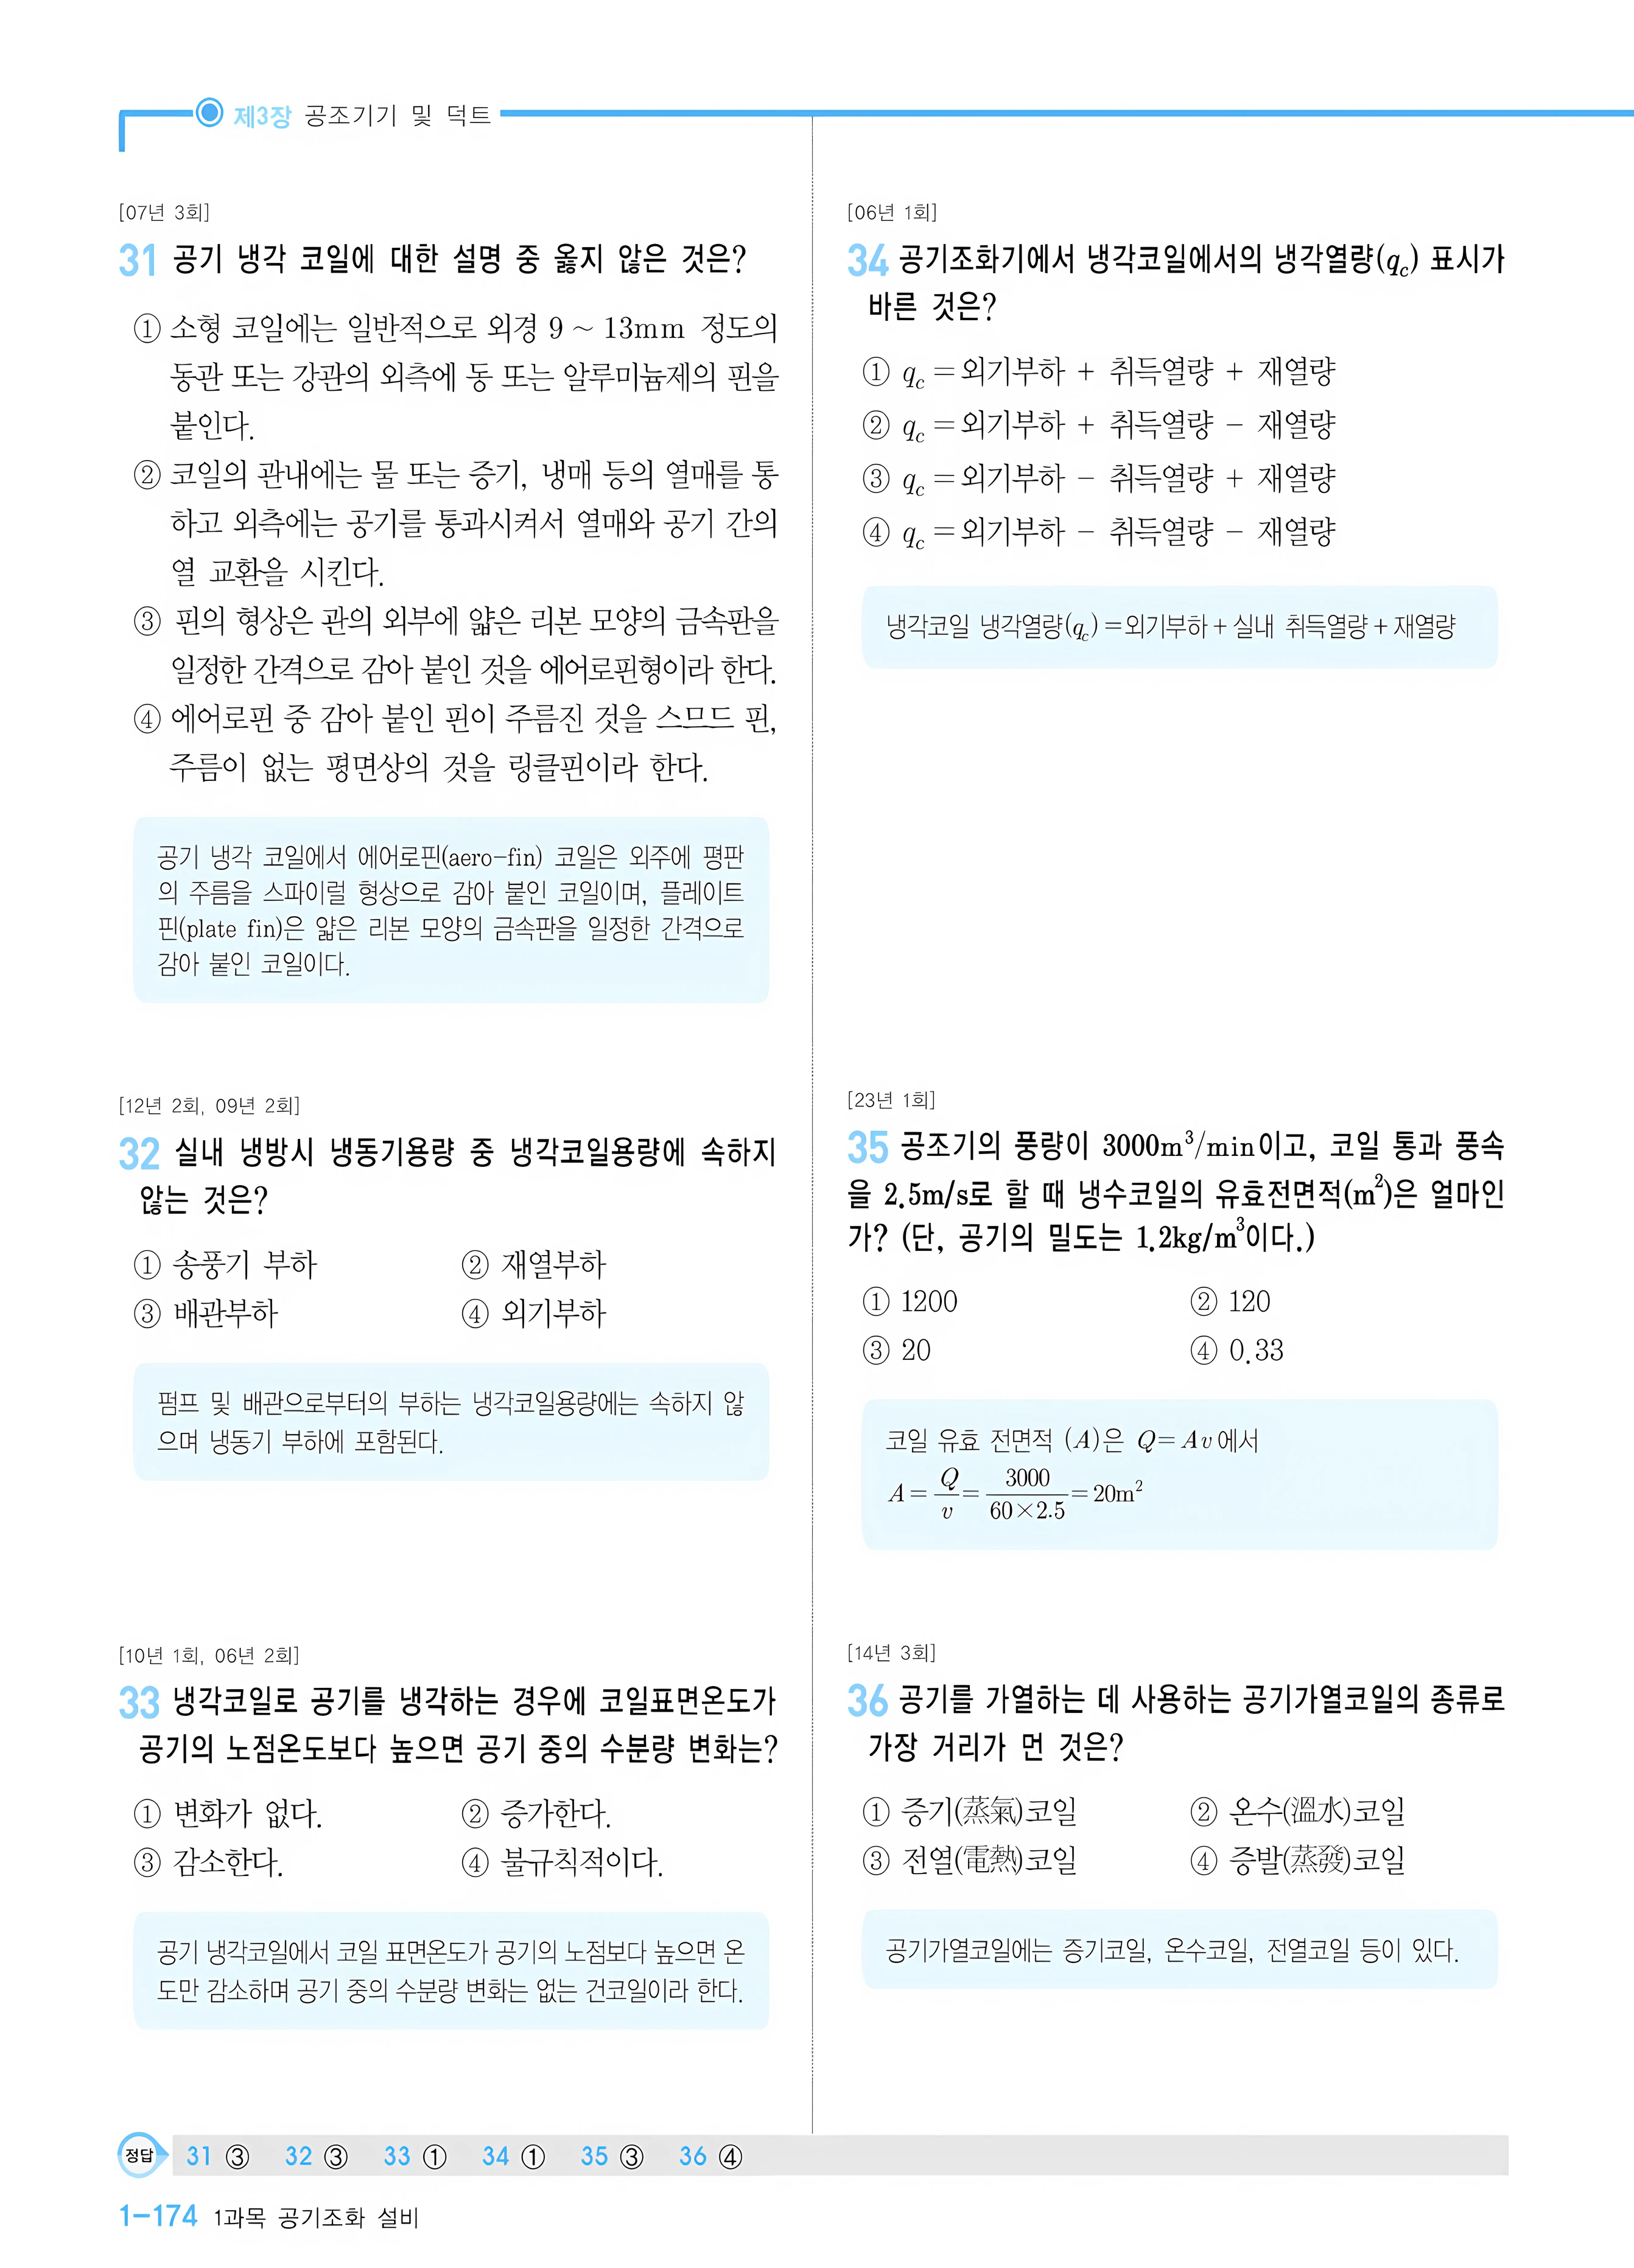 제3장 공조기기 및 덕트
[07년 3회]
31 공기 냉각 코일에 대한 설명 중 옳지 않은 것은?
① 소형 코일에는 일반적으로 외경 9 ~ 13mm 정도의
동관 또는 강관의 외측에 동 또는 알루미늄제의 핀을
붙인다.
② 코일의 관내에는 물 또는 증기, 냉매 등의 열매를 통
하고 외측에는 공기를 통과시켜서 열매와 공기 간의
열 교환을 시킨다.
③ 핀의 형상은 관의 외부에 얇은 리본 모양의 금속판을
일정한 간격으로 감아 붙인 것을 에어로핀형이라 한다.
④ 에어로핀 중 감아 붙인 핀이 주름진 것을 스므드 핀,
주름이 없는 평면상의 것을 링클핀이라 한다.
공기 냉각 코일에서 에어로핀(aero-fin) 코일은 외주에 평판
의 주름을 스파이럴 형상으로 감아 붙인 코일이며, 플레이트
핀(plate fin)은 얇은 리본 모양의 금속판을 일정한 간격으로
감아 붙인 코일이다.
[12년 2회, 09년 2회]
32 실내 냉방시 냉동기용량 중 냉각코일용량에 속하지
않는 것은?
① 송풍기 부하 ② 재열부하
③ 배관부하 ④ 외기부하
펌프 및 배관으로부터의 부하는 냉각코일용량에는 속하지 않
으며 냉동기 부하에 포함된다.
[10년 1회, 06년 2회]
33 냉각코일로 공기를 냉각하는 경우에 코일표면온도가
공기의 노점온도보다 높으면 공기 중의 수분량 변화는?
① 변화가 없다. ② 증가한다.
③ 감소한다. ④ 불규칙적이다.
공기 냉각코일에서 코일 표면온도가 공기의 노점보다 높으면 온
도만 감소하며 공기 중의 수분량 변화는 없는 건코일이라 한다.
[06년 1회]
34 공기조화기에서 냉각코일에서의 냉각열량(q_c) 표시가
바른 것은?
① q_c = 외기부하 + 취득열량 + 재열량
② q_c = 외기부하 + 취득열량 − 재열량
③ q_c = 외기부하 − 취득열량 + 재열량
④ q_c = 외기부하 − 취득열량 − 재열량
냉각코일 냉각열량(q_c) = 외기부하 + 실내 취득열량 + 재열량
[23년 1회]
35 공조기의 풍량이 3000m³/min이고, 코일 통과 풍속
을 2.5m/s로 할 때 냉수코일의 유효전면적(m²)은 얼마인
가? (단, 공기의 밀도는 1.2kg/m³이다.)
① 1200 ② 120
③ 20 ④ 0.33
코일 유효 전면적 (A)은 Q = Av 에서
A = Q/v = 3000/(60×2.5) = 20m²
[14년 3회]
36 공기를 가열하는 데 사용하는 공기가열코일의 종류로
가장 거리가 먼 것은?
① 증기(蒸氣)코일 ② 온수(溫水)코일
③ 전열(電熱)코일 ④ 증발(蒸發)코일
공기가열코일에는 증기코일, 온수코일, 전열코일 등이 있다.
정답 31 ③ 32 ③ 33 ① 34 ① 35 ③ 36 ④
1-174 1과목 공기조화 설비